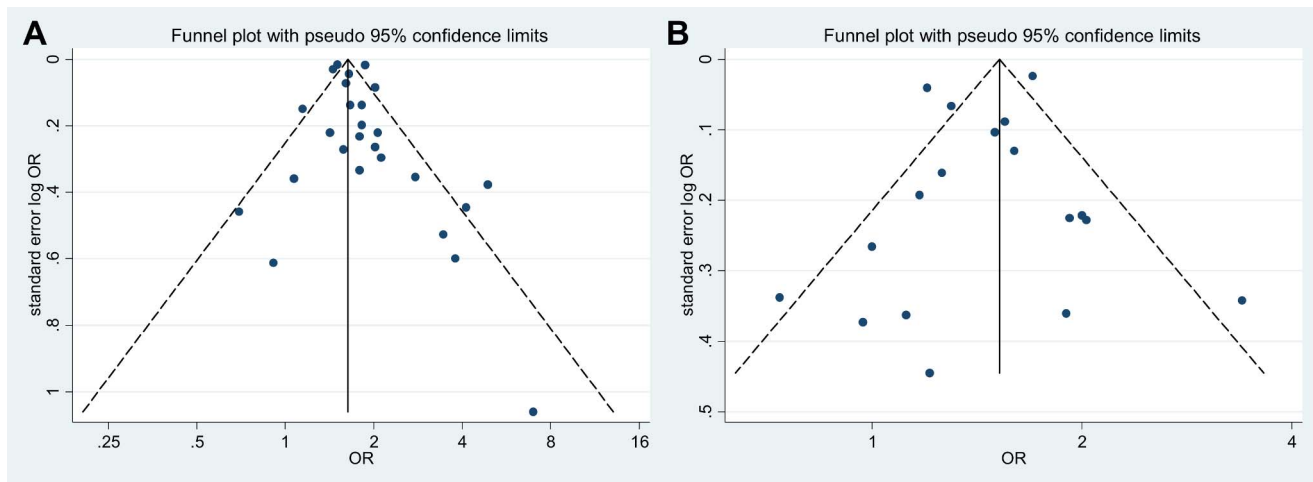 A
Funnel plot with pseudo 95% confidence limits
standard error log OR
0
.2
.4
.6
.8
1
.25 .5 1 2 4 8 16
OR
B
Funnel plot with pseudo 95% confidence limits
standard error log OR
0
.1
.2
.3
.4
.5
1 2 4
OR